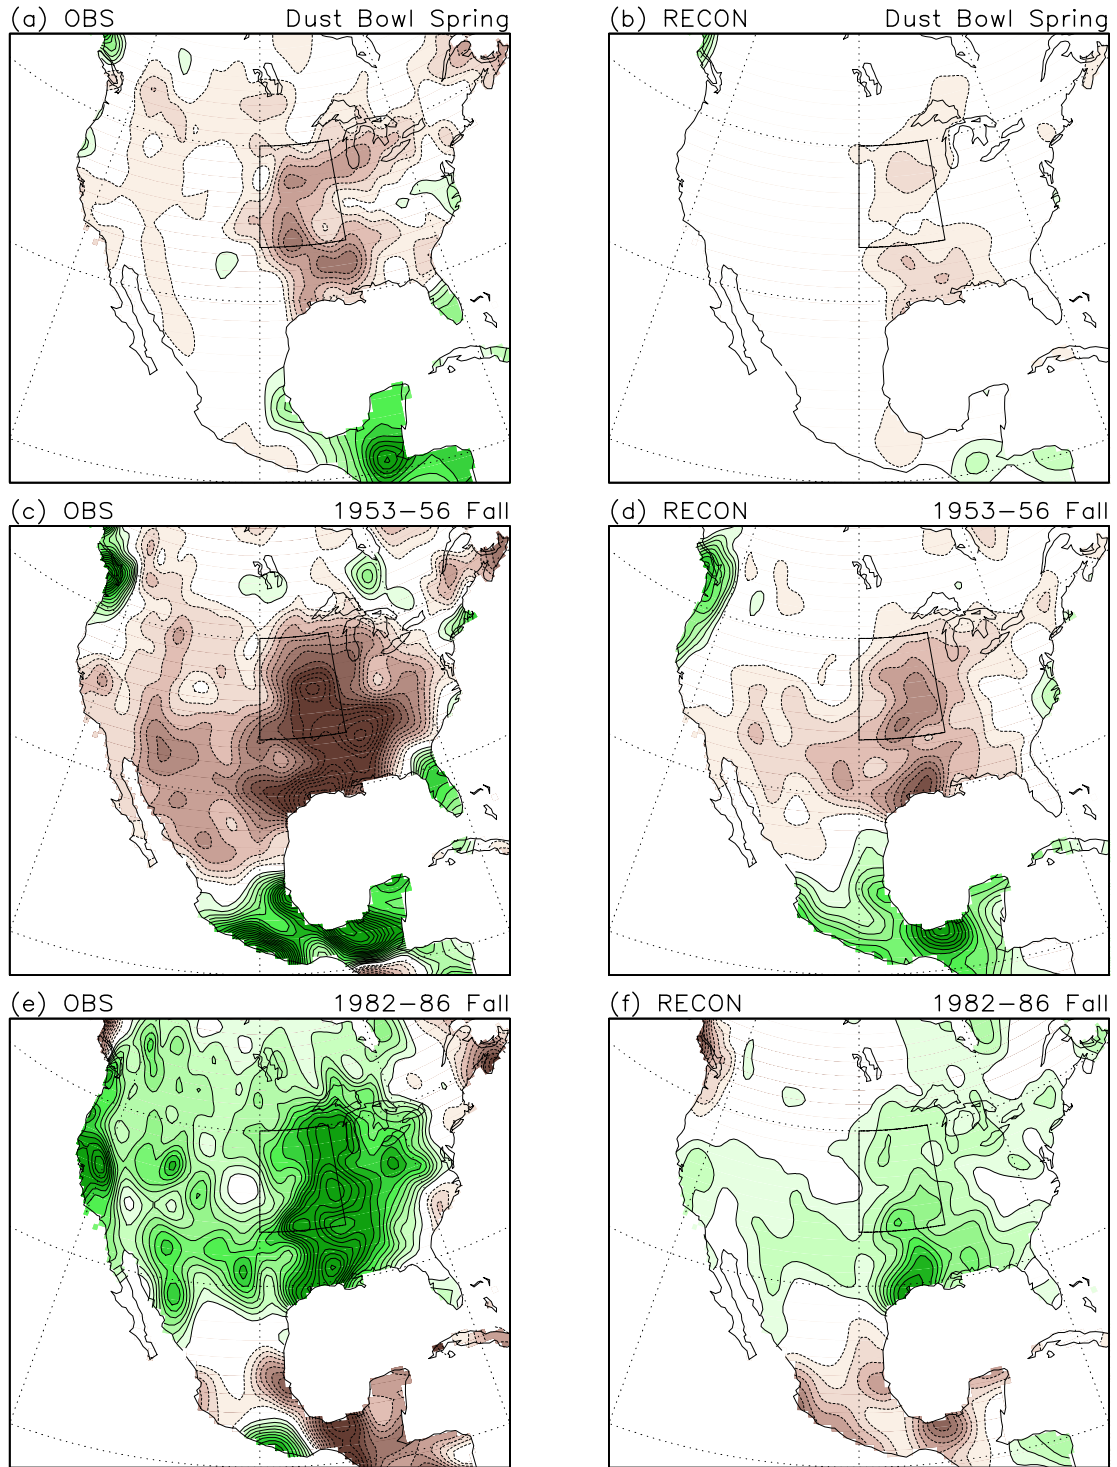 (a) OBS Dust Bowl Spring
(b) RECON Dust Bowl Spring
(c) OBS 1953−56 Fall
(d) RECON 1953−56 Fall
(e) OBS 1982−86 Fall
(f) RECON 1982−86 Fall